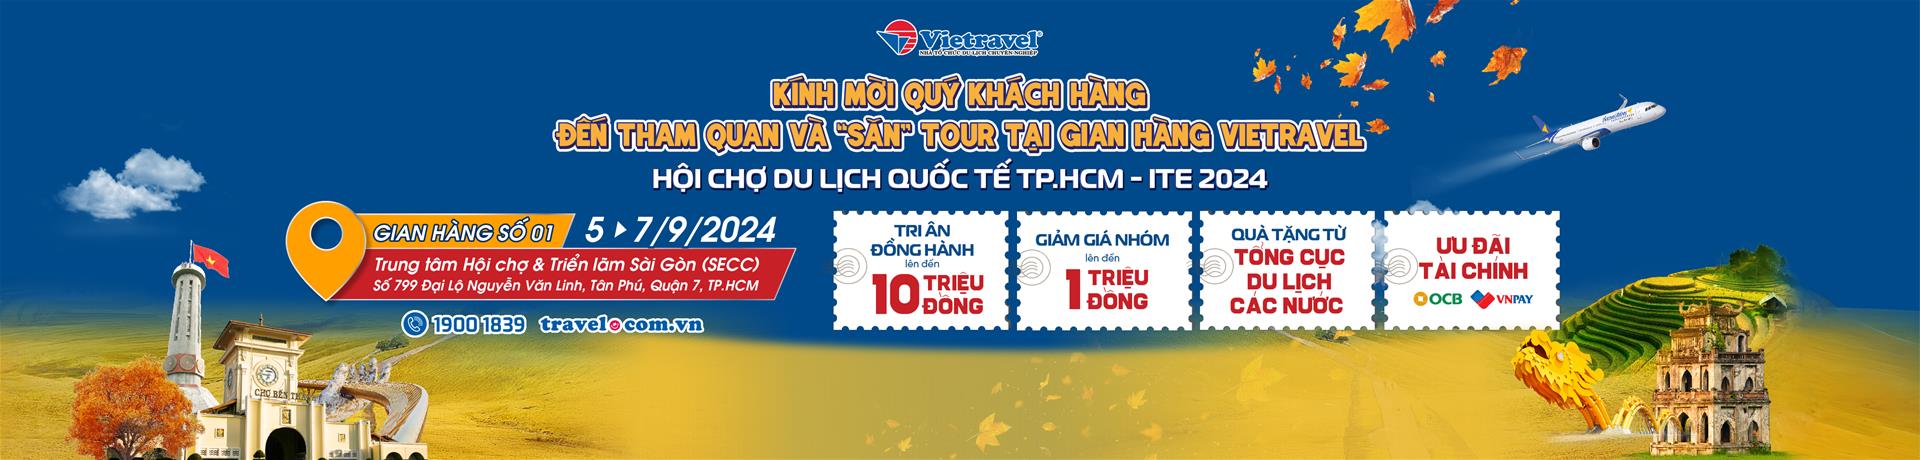 Vietravel®
NHÀ TỔ CHỨC DU LỊCH CHUYÊN NGHIỆP
KÍNH MỜI QUÝ KHÁCH HÀNG
ĐẾN THAM QUAN VÀ "SĂN" TOUR TẠI GIAN HÀNG VIETRAVEL
HỘI CHỢ DU LỊCH QUỐC TẾ TP.HCM - ITE 2024
GIAN HÀNG SỐ 01
5 ▸ 7/9/2024
Trung tâm Hội chợ & Triển lãm Sài Gòn (SECC)
Số 799 Đại Lộ Nguyễn Văn Linh, Tân Phú, Quận 7, TP.HCM
1900 1839
travel.com.vn
TRI ÂN
ĐỒNG HÀNH
lên đến
10 TRIỆU
ĐỒNG
GIẢM GIÁ NHÓM
lên đến
1 TRIỆU
ĐỒNG
QUÀ TẶNG TỪ
TỔNG CỤC
DU LỊCH
CÁC NƯỚC
ƯU ĐÃI
TÀI CHÍNH
OCB VNPAY